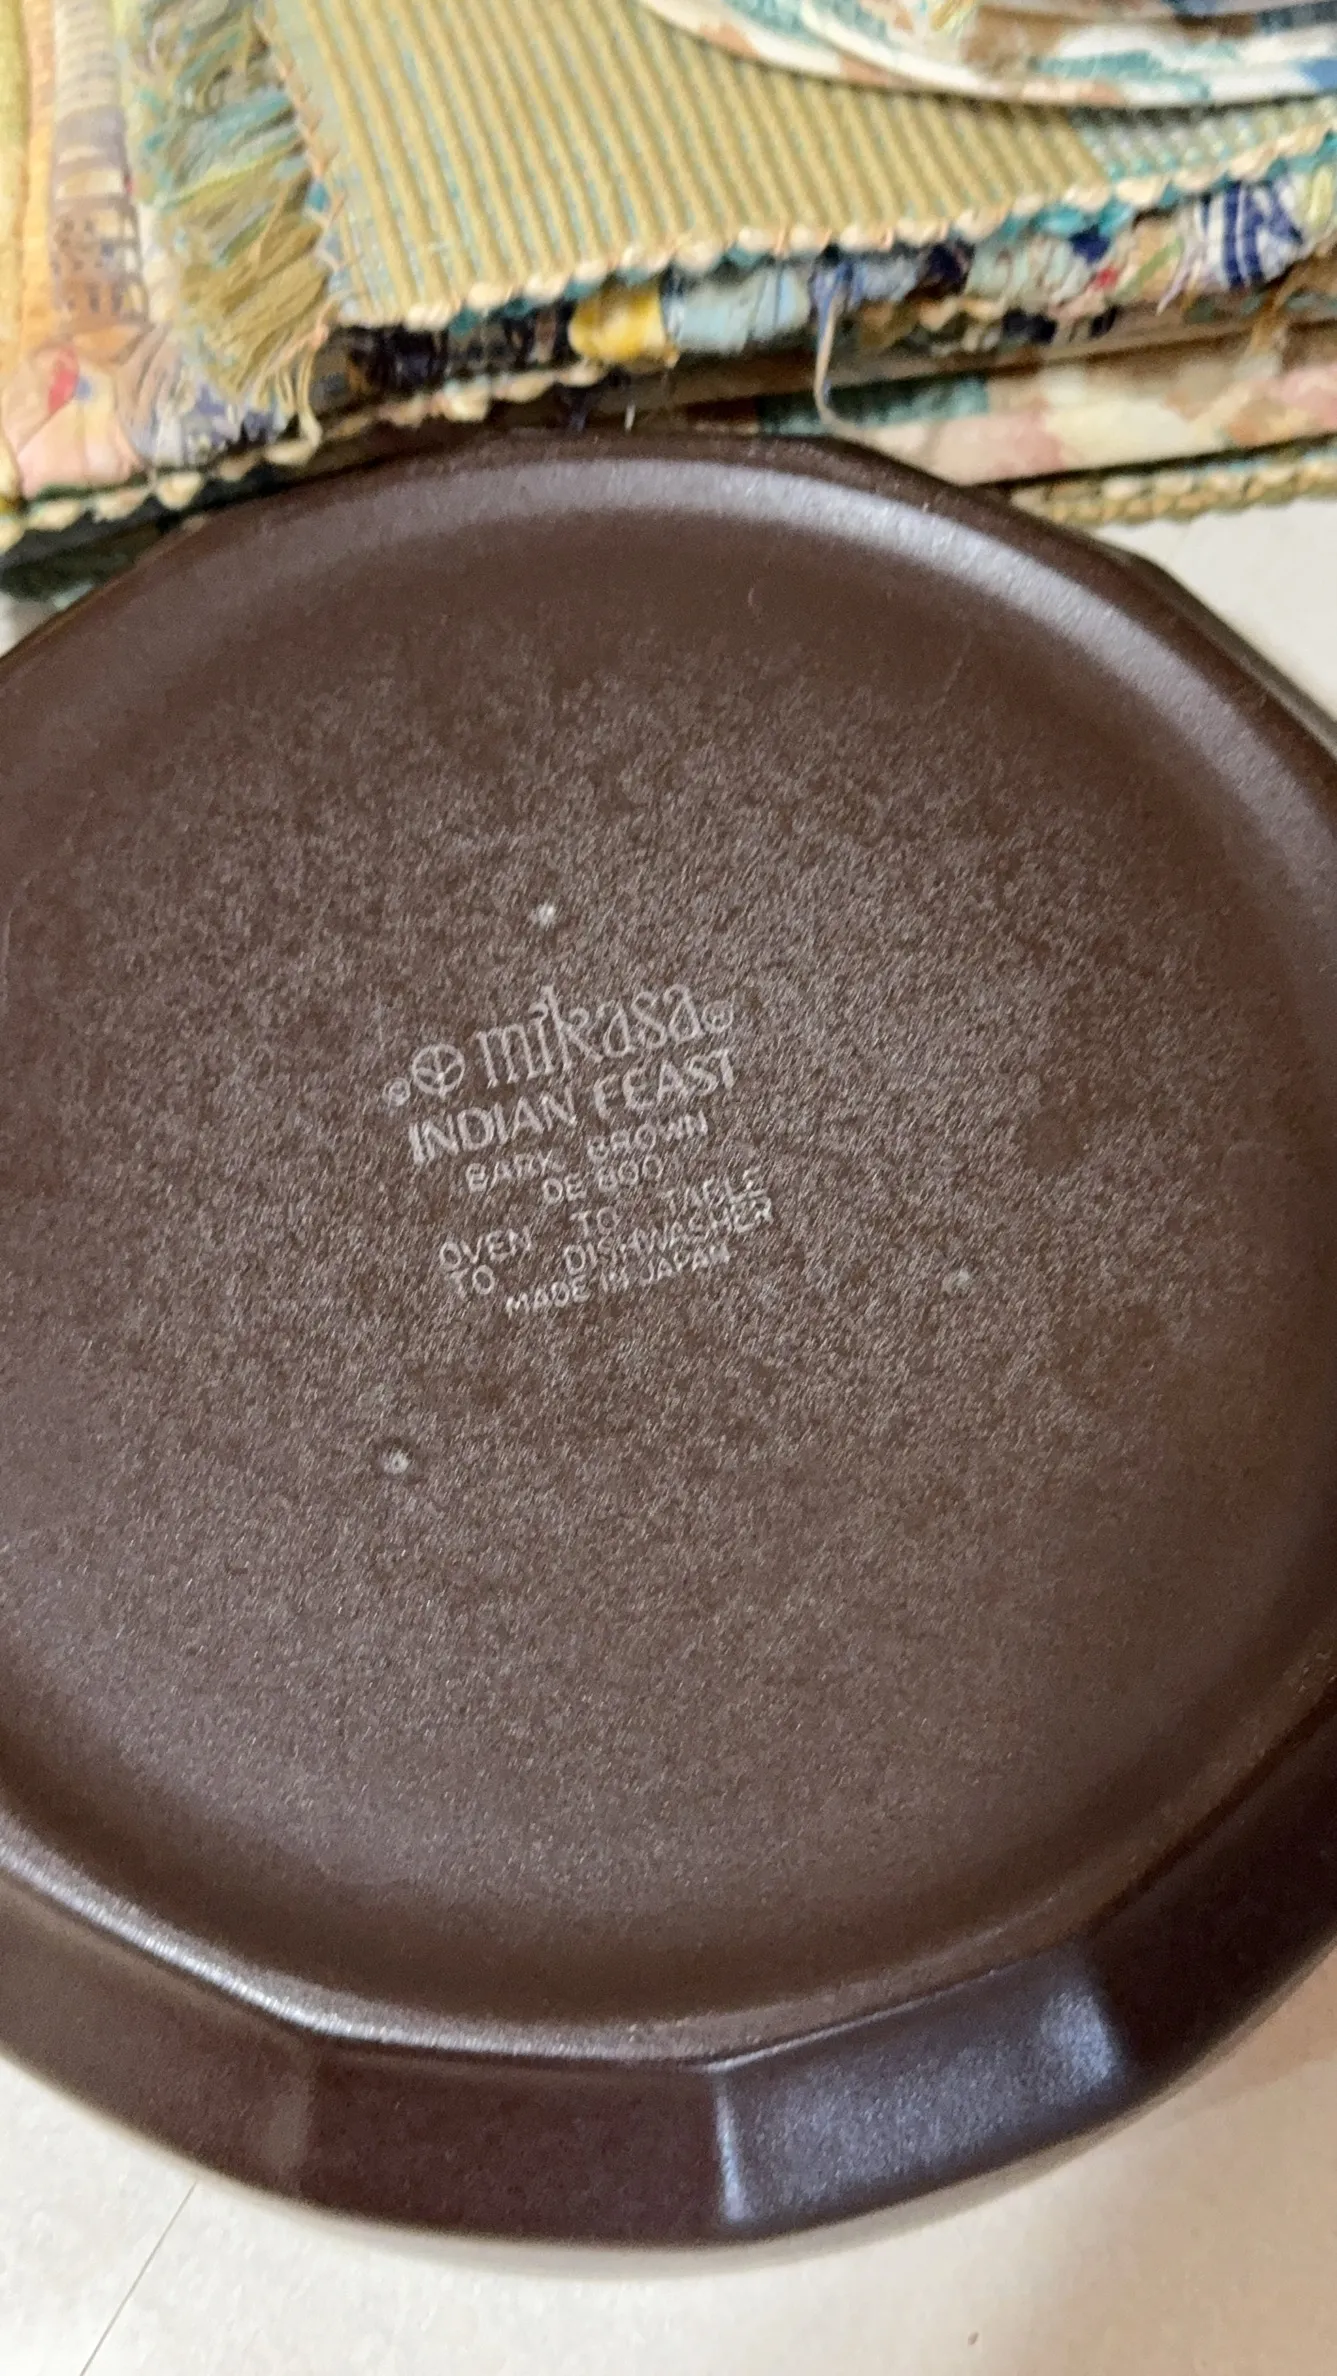 ® mikasa®
INDIAN FEAST
BARK BROWN
DE 800
OVEN TO TABLE
TO DISHWASHER
MADE IN JAPAN